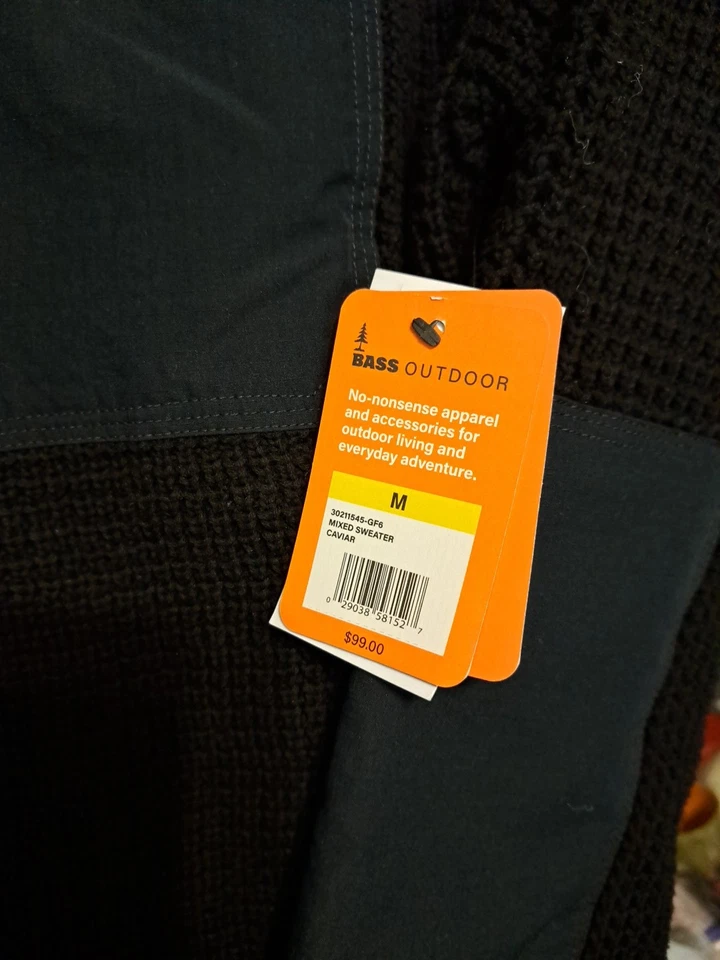 BASS OUTDOOR
No-nonsense apparel
and accessories for
outdoor living and
everyday adventure.
M
30211545-GF6
MIXED SWEATER
CAVIAR
0 29038 58152 7
$99.00